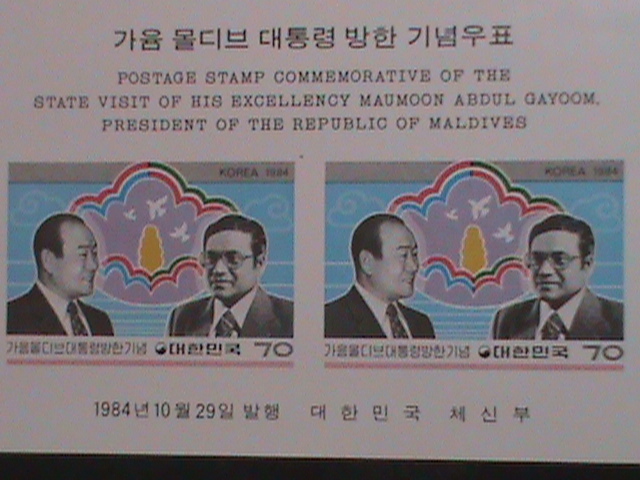 가윰 몰디브 대통령 방한 기념우표
POSTAGE STAMP COMMEMORATIVE OF THE
STATE VISIT OF HIS EXCELLENCY MAUMOON ABDUL GAYOOM,
PRESIDENT OF THE REPUBLIC OF MALDIVES
KOREA 1984
가윰몰디브대통령방한기념 대한민국 70
KOREA 1984
가윰몰디브대통령방한기념 대한민국 70
1984년 10월 29일 발행 대한민국 체신부